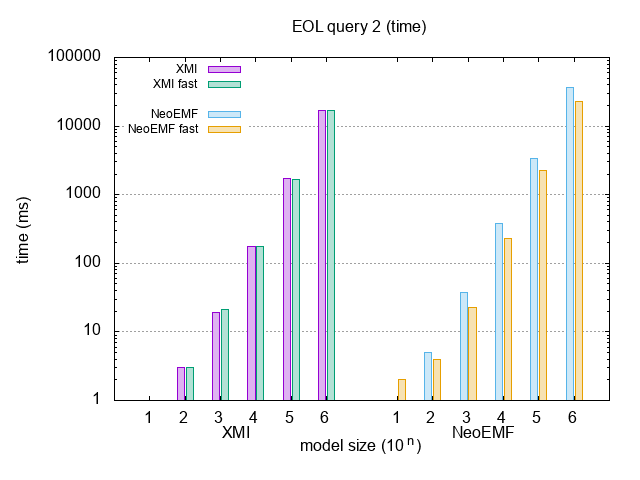 EOL query 2 (time)
100000
10000
1000
100
10
1
time (ms)
XMI
XMI fast
NeoEMF
NeoEMF fast
1 2 3 4 5 6 1 2 3 4 5 6
XMI NeoEMF
model size (10 n )